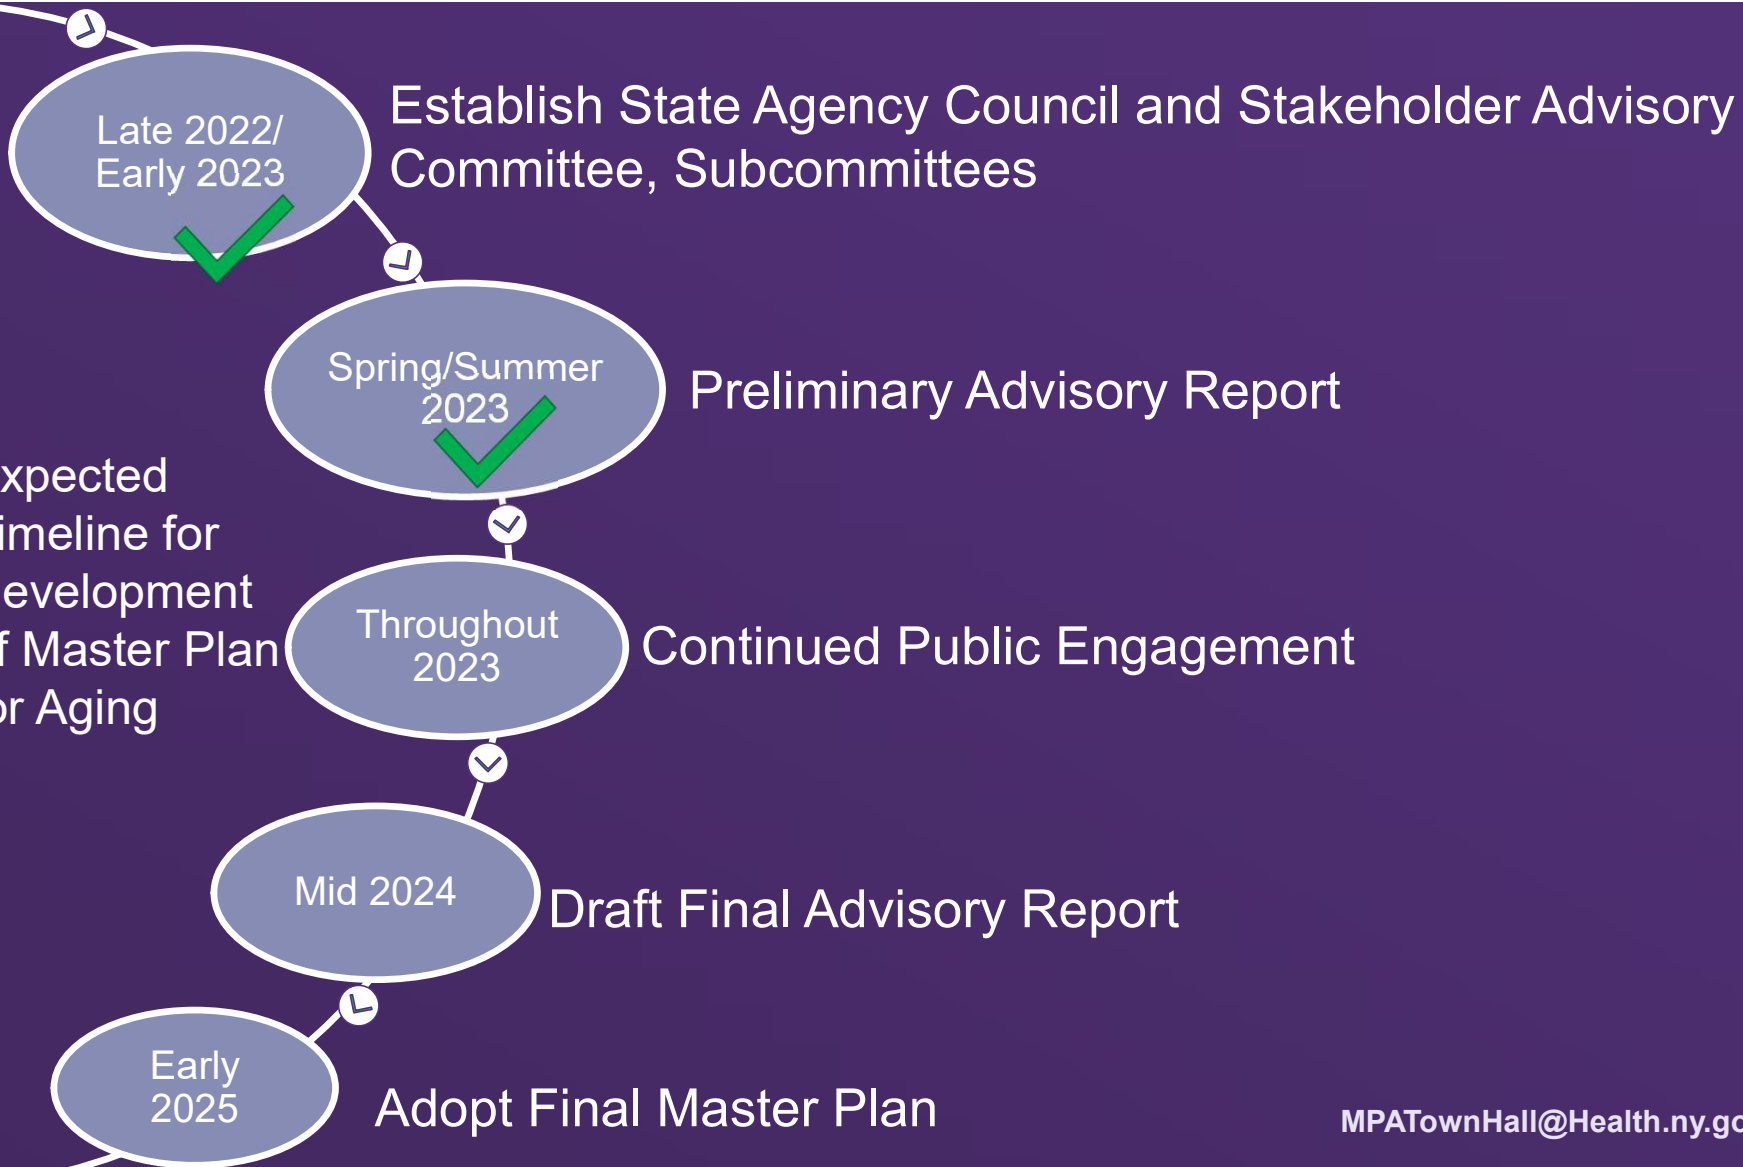 Late 2022/
Early 2023
Establish State Agency Council and Stakeholder Advisory
Committee, Subcommittees
Spring/Summer
2023
Preliminary Advisory Report
xpected
imeline for
evelopment
f Master Plan
or Aging
Throughout
2023
Continued Public Engagement
Mid 2024
Draft Final Advisory Report
Early
2025
Adopt Final Master Plan
MPATownHall@Health.ny.go